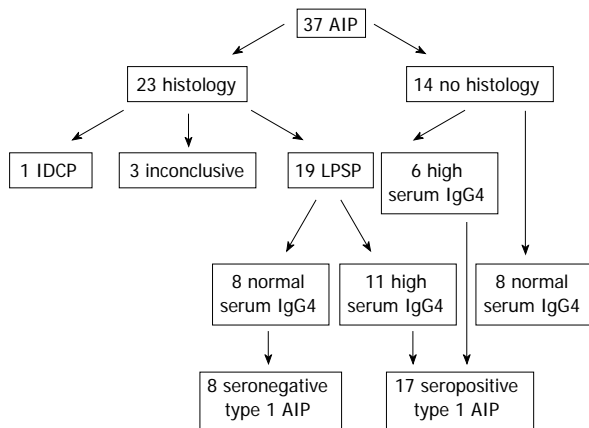 37 AIP
23 histology
14 no histology
1 IDCP
3 inconclusive
19 LPSP
6 high
serum IgG4
8 normal
serum IgG4
11 high
serum IgG4
8 normal
serum IgG4
8 seronegative
type 1 AIP
17 seropositive
type 1 AIP